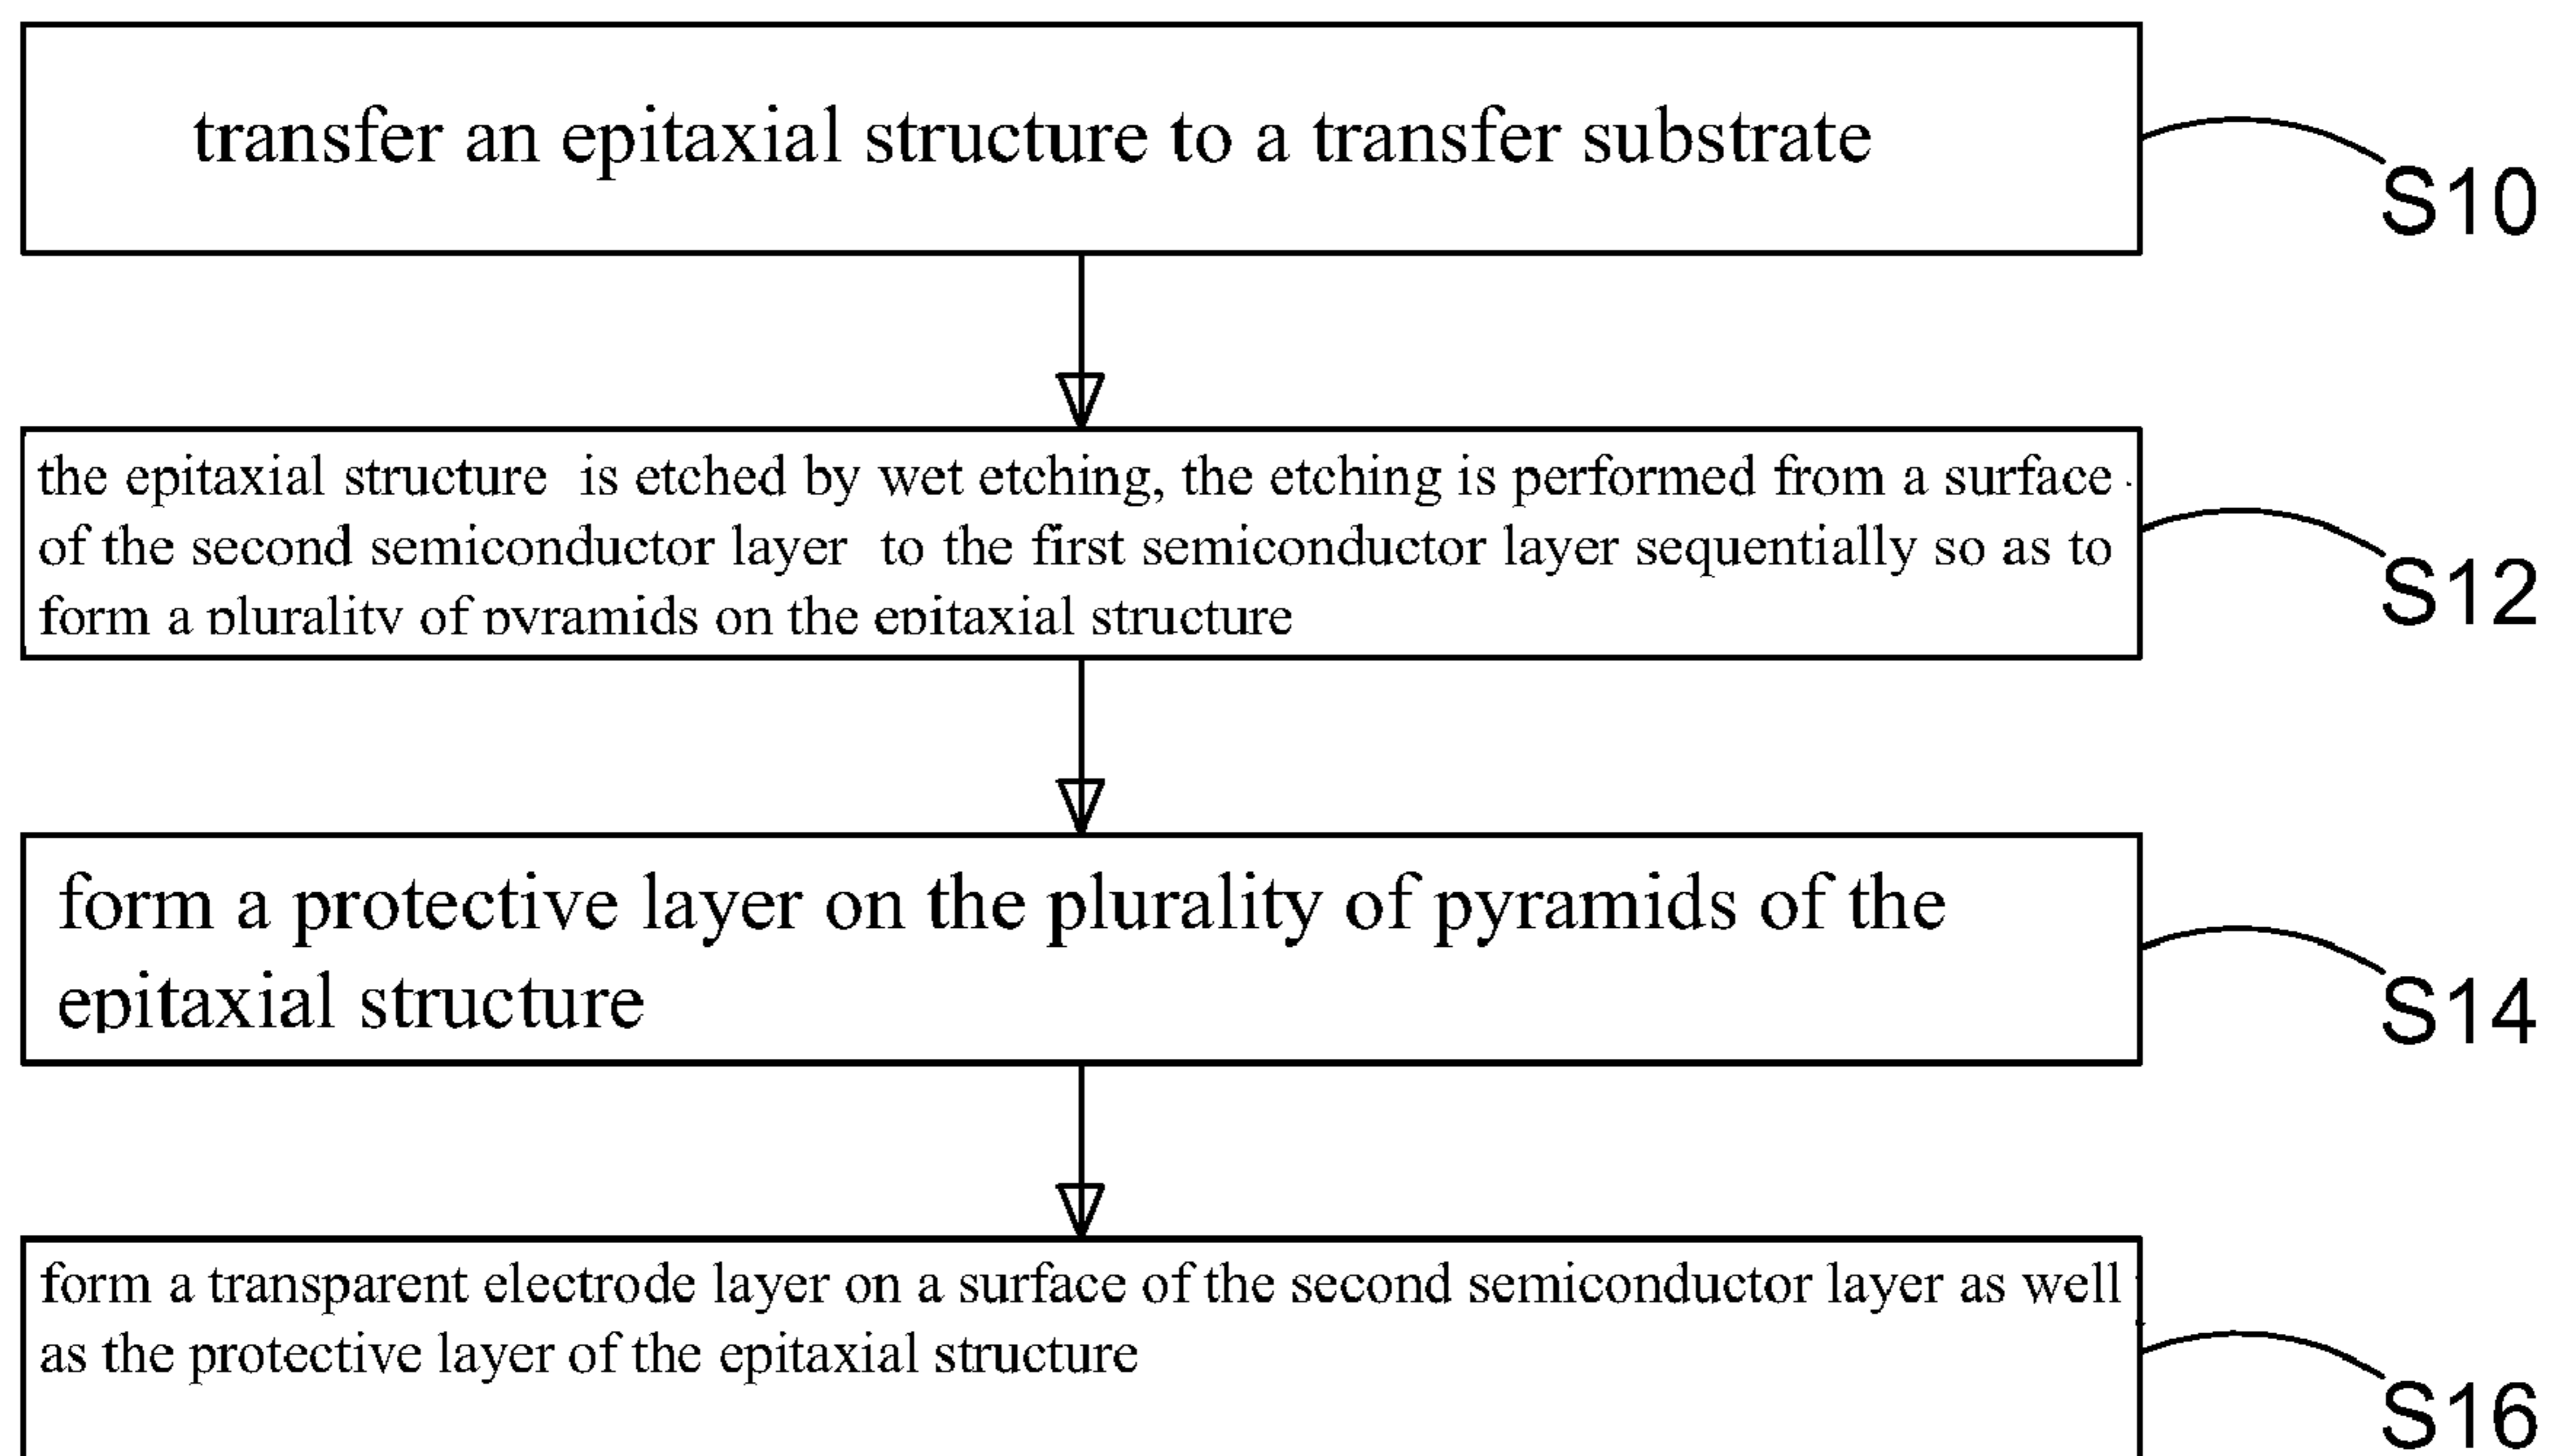 transfer an epitaxial structure to a transfer substrate
S10
the epitaxial structure is etched by wet etching, the etching is performed from a surface
of the second semiconductor layer to the first semiconductor layer sequentially so as to
form a plurality of pyramids on the epitaxial structure
S12
form a protective layer on the plurality of pyramids of the
epitaxial structure
S14
form a transparent electrode layer on a surface of the second semiconductor layer as well
as the protective layer of the epitaxial structure
S16